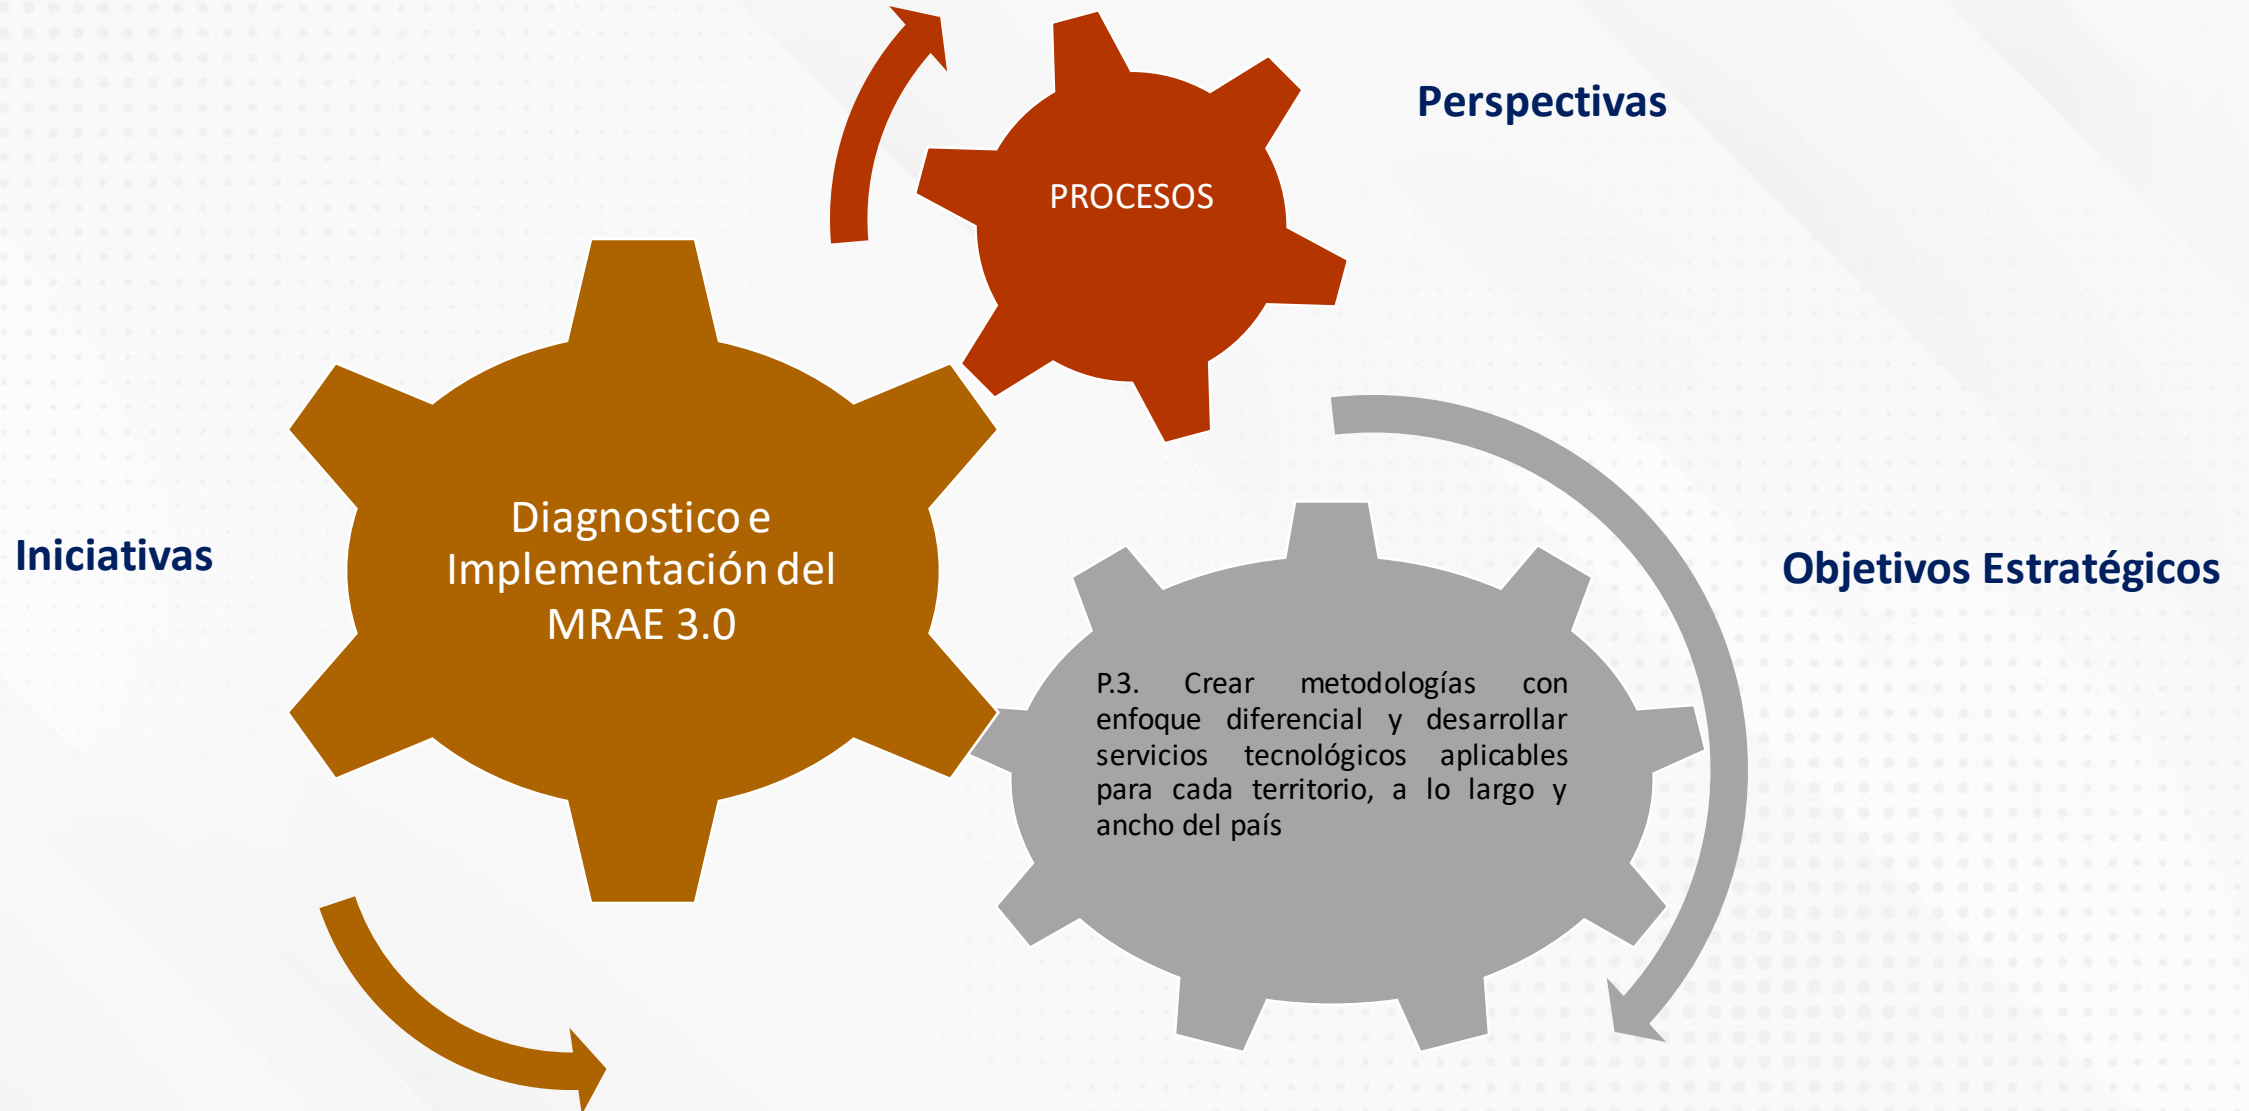 Perspectivas
PROCESOS
Iniciativas
Diagnostico e
Implementación del
MRAE 3.0
Objetivos Estratégicos
P.3. Crear metodologías con
enfoque diferencial y desarrollar
servicios tecnológicos aplicables
para cada territorio, a lo largo y
ancho del país